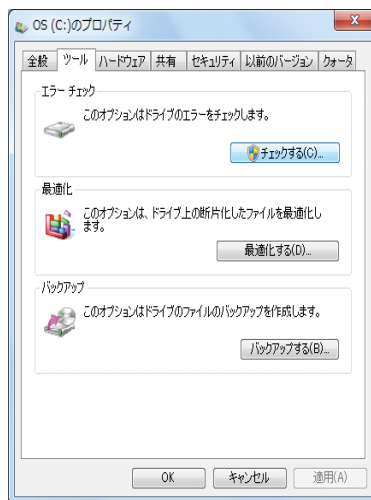 OS (C:)のプロパティ
全般 ツール ハードウェア 共有 セキュリティ 以前のバージョン クォータ
エラー チェック
このオプションはドライブのエラーをチェックします。
チェックする(C)...
最適化
このオプションは、ドライブ上の断片化したファイルを最適化し
ます。
最適化する(D)...
バックアップ
このオプションはドライブのファイルのバックアップを作成します。
バックアップする(B)...
OK キャンセル 適用(A)